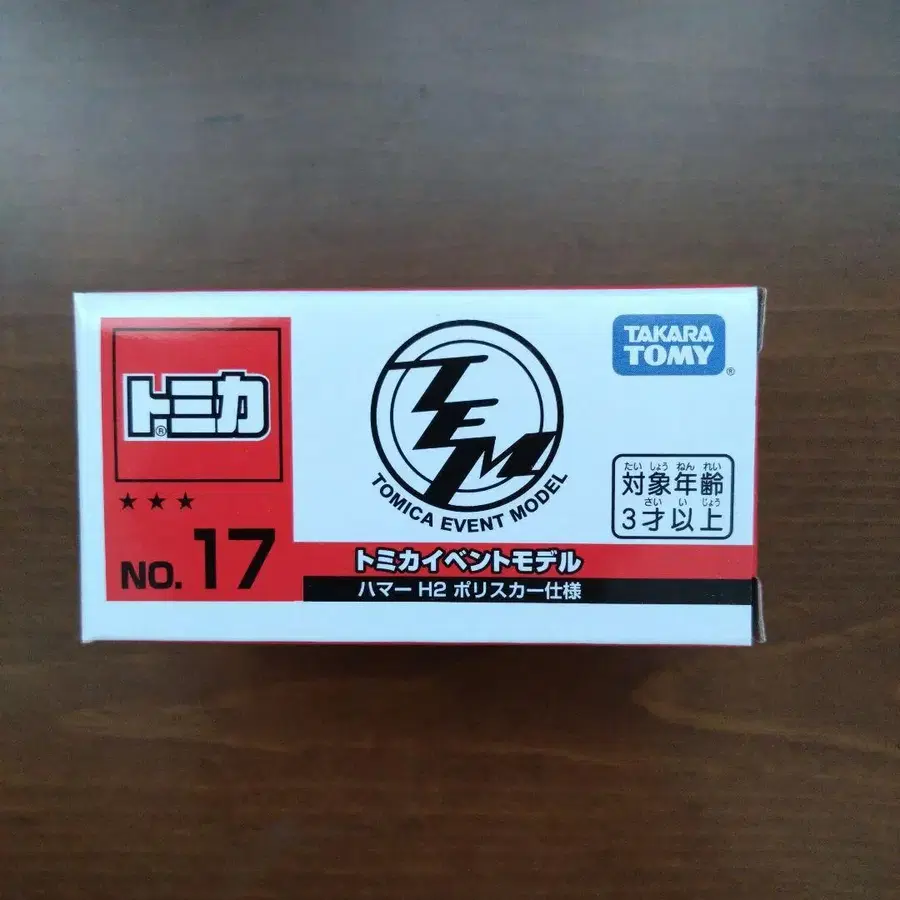 トミカ®
★★★
NO. 17
TEM
TOMICA EVENT MODEL
TAKARA
TOMY®
たいしょうねんれい
対象年齢
さいいじょう
3才以上
トミカイベントモデル
ハマー H2 ポリスカー仕様